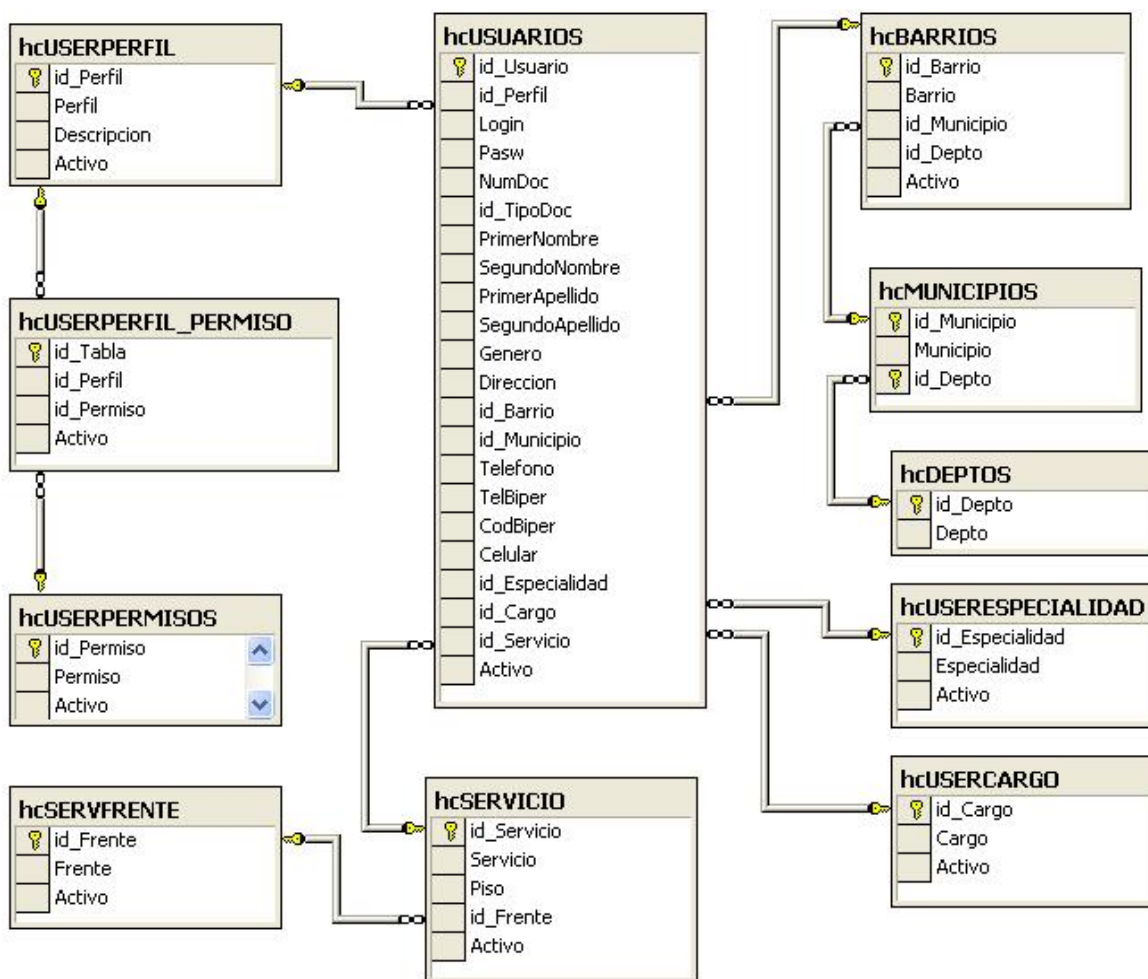 hcUSERPERFIL
id_Perfil
Perfil
Descripcion
Activo
hcUSERPERFIL_PERMISO
id_Tabla
id_Perfil
id_Permiso
Activo
hcUSERPERMISOS
id_Permiso
Permiso
Activo
hcSERVFRENTE
id_Frente
Frente
Activo
hcUSUARIOS
id_Usuario
id_Perfil
Login
Pasw
NumDoc
id_TipoDoc
PrimerNombre
SegundoNombre
PrimerApellido
SegundoApellido
Genero
Direccion
id_Barrio
id_Municipio
Telefono
TelBiper
CodBiper
Celular
id_Especialidad
id_Cargo
id_Servicio
Activo
hcSERVICIO
id_Servicio
Servicio
Piso
id_Frente
Activo
hcBARRIOS
id_Barrio
Barrio
id_Municipio
id_Depto
Activo
hcMUNICIPIOS
id_Municipio
Municipio
id_Depto
hcDEPTOS
id_Depto
Depto
hcUSERESPECIALIDAD
id_Especialidad
Especialidad
Activo
hcUSERCARGO
id_Cargo
Cargo
Activo